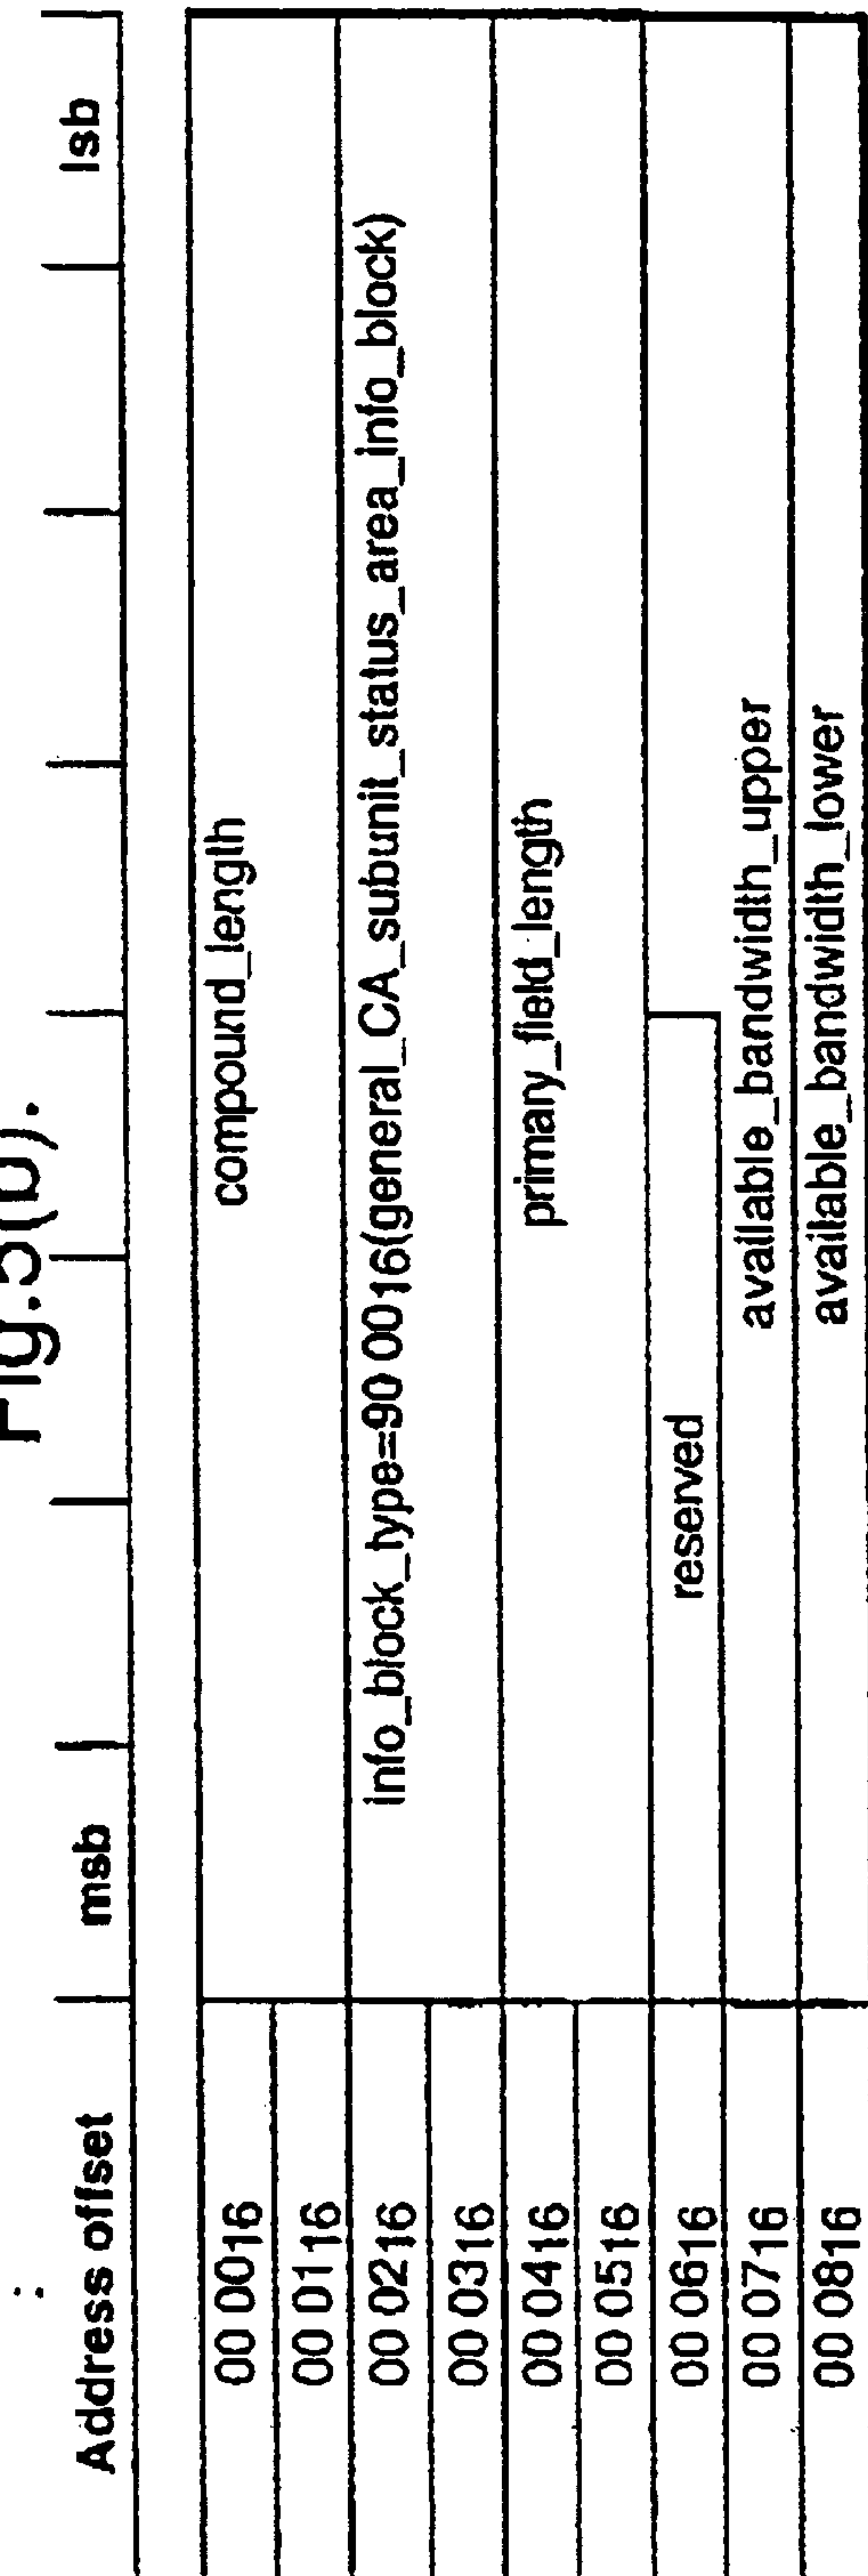 Fig.5(b).
Address offset msb lsb
00 0016 compound_length
00 0116
00 0216 info_block_type=90 0016(general_CA_subunit_status_area_info_block)
00 0316
00 0416 primary_field_length
00 0516
00 0616 reserved
00 0716 available_bandwidth_upper
00 0816 available_bandwidth_lower